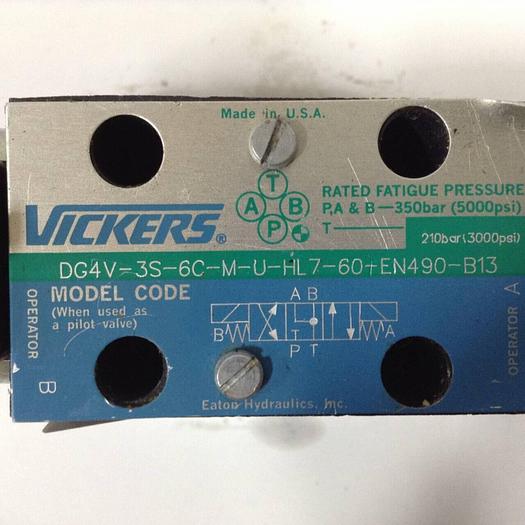 Made in U.S.A.
VICKERS®
T
A B
P
RATED FATIGUE PRESSURE
P,A & B—350bar (5000psi)
T— 210bar(3000psi)
DG4V-3S-6C-M-U-HL7-60-EN490-B13
MODEL CODE
(When used as
a pilot valve)
OPERATOR B
A B
B T A
P T
OPERATOR A
Eaton Hydraulics, Inc.